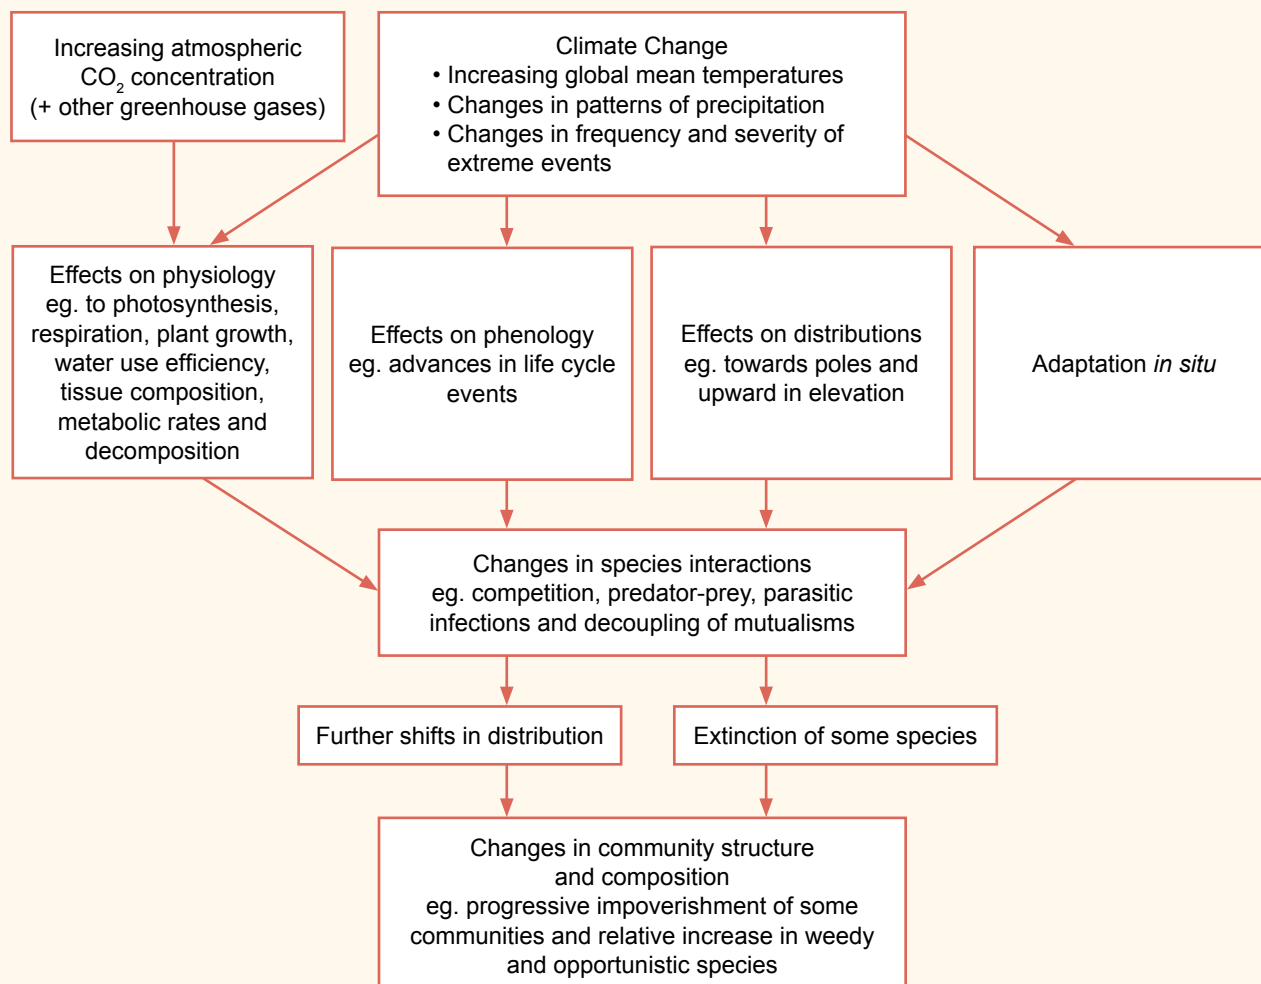 Increasing atmospheric
CO₂ concentration
(+ other greenhouse gases)
Climate Change
• Increasing global mean temperatures
• Changes in patterns of precipitation
• Changes in frequency and severity of
extreme events
Effects on physiology
eg. to photosynthesis,
respiration, plant growth,
water use efficiency,
tissue composition,
metabolic rates and
decomposition
Effects on phenology
eg. advances in life cycle
events
Effects on distributions
eg. towards poles and
upward in elevation
Adaptation in situ
Changes in species interactions
eg. competition, predator-prey, parasitic
infections and decoupling of mutualisms
Further shifts in distribution
Extinction of some species
Changes in community structure
and composition
eg. progressive impoverishment of some
communities and relative increase in weedy
and opportunistic species